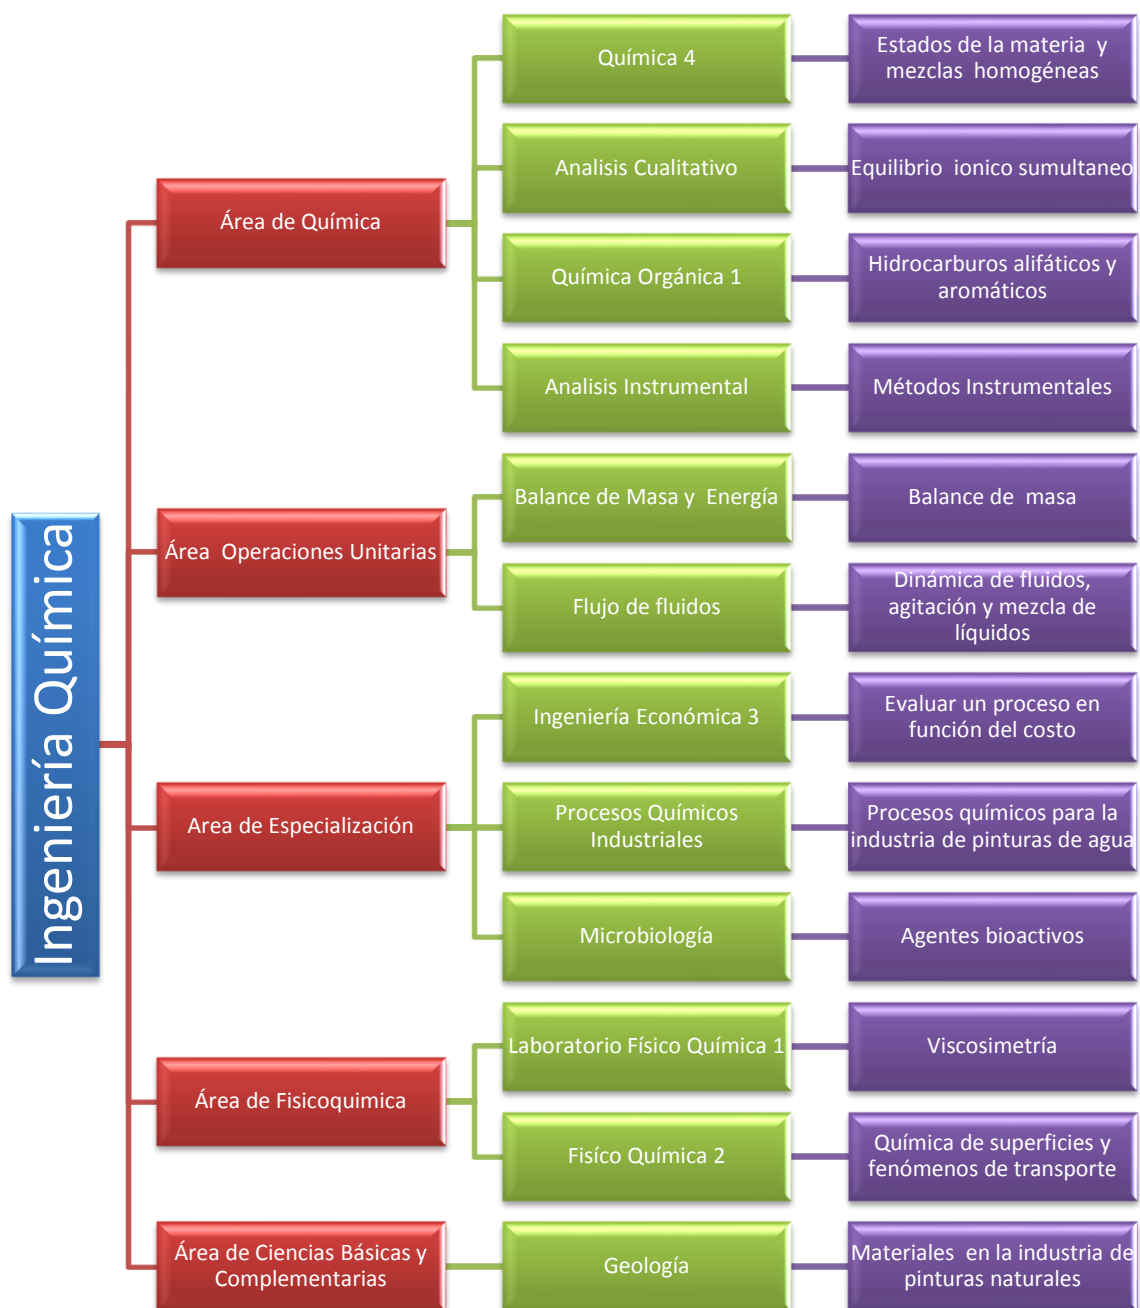 Ingeniería Química
Área de Química
Química 4
Estados de la materia y
mezclas homogéneas
Analisis Cualitativo
Equilibrio ionico sumultaneo
Química Orgánica 1
Hidrocarburos alifáticos y
aromáticos
Analisis Instrumental
Métodos Instrumentales
Área Operaciones Unitarias
Balance de Masa y Energía
Balance de masa
Flujo de fluidos
Dinámica de fluidos,
agitación y mezcla de
líquidos
Area de Especialización
Ingeniería Económica 3
Evaluar un proceso en
función del costo
Procesos Químicos
Industriales
Procesos químicos para la
industria de pinturas de agua
Microbiología
Agentes bioactivos
Área de Fisicoquimica
Laboratorio Físico Química 1
Viscosimetría
Fisíco Química 2
Química de superficies y
fenómenos de transporte
Área de Ciencias Básicas y
Complementarias
Geología
Materiales en la industria de
pinturas naturales